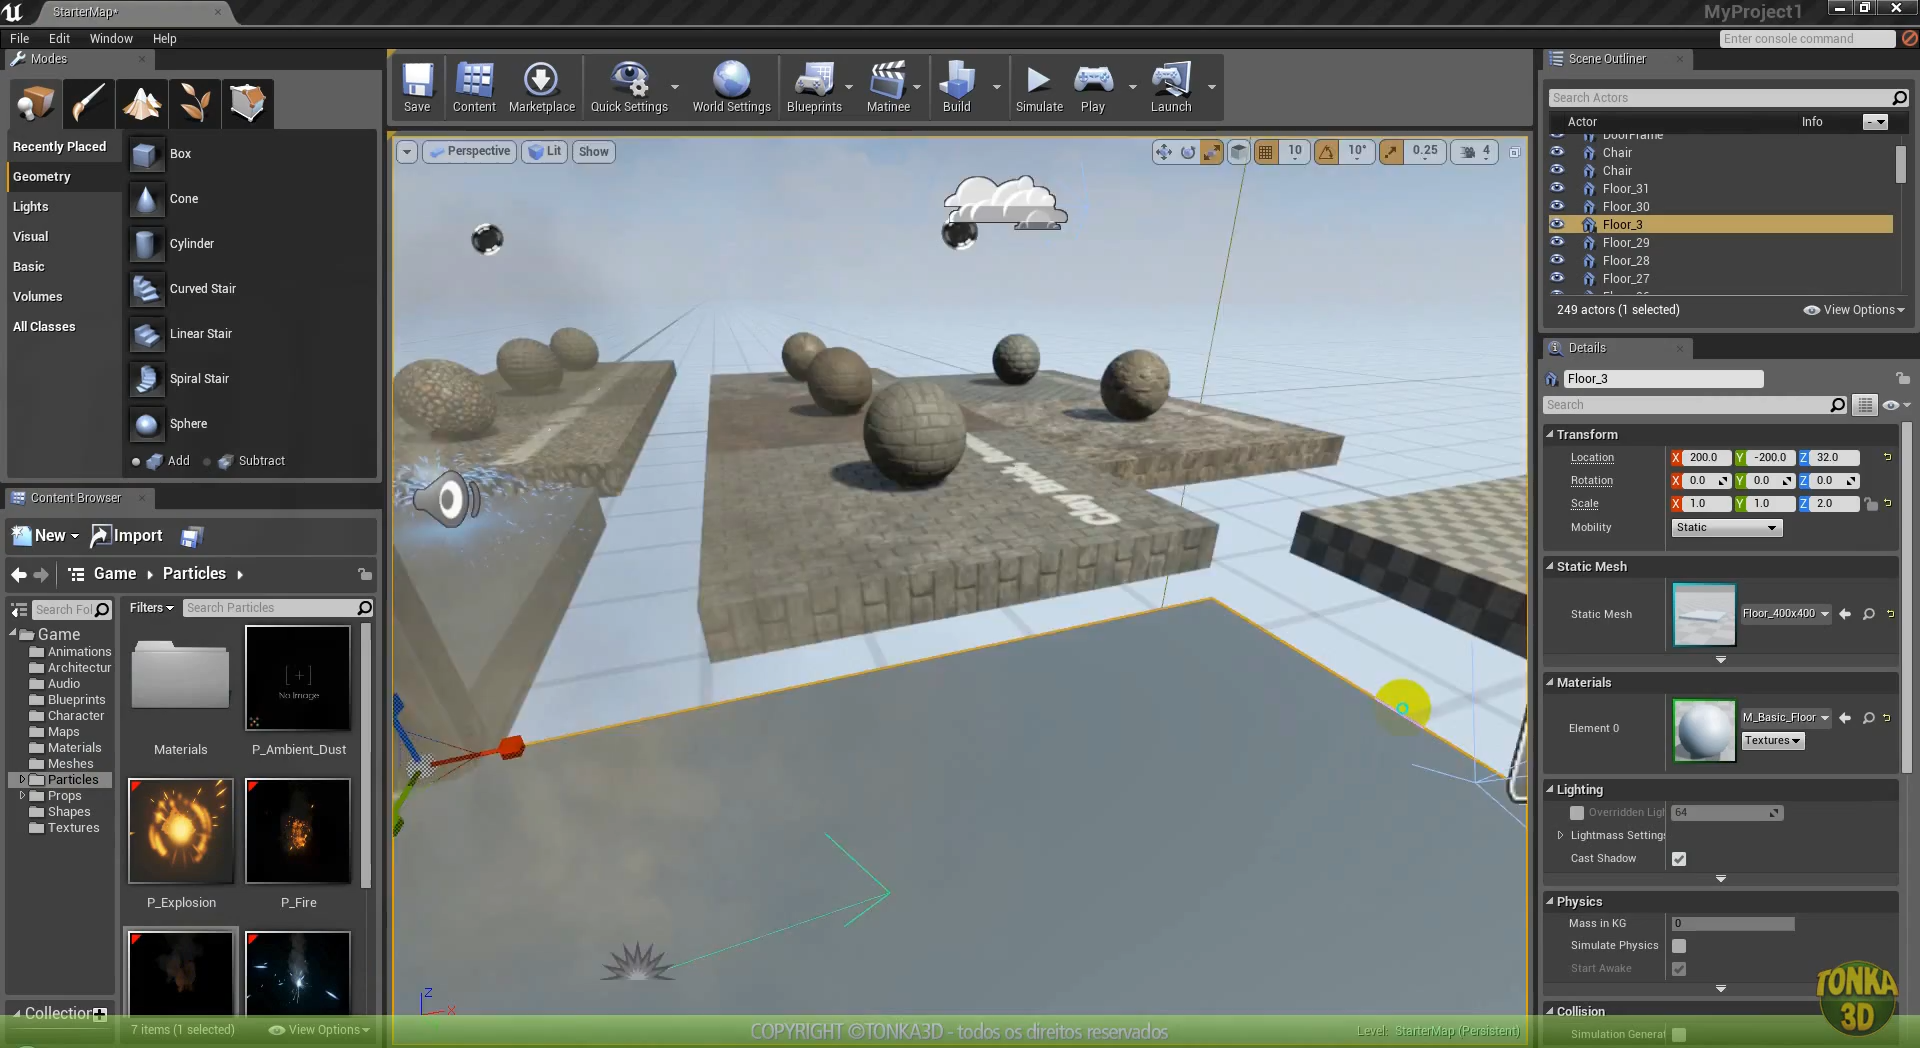 StarterMap*
MyProject1
File Edit Window Help
Enter console command
Modes
Recently Placed
Geometry
Lights
Visual
Basic
Volumes
All Classes
Box
Cone
Cylinder
Curved Stair
Linear Stair
Spiral Stair
Sphere
Add Subtract
Save Content Marketplace Quick Settings World Settings Blueprints Matinee Build Simulate Play Launch
Perspective Lit Show
10 10° 0.25 4
Scene Outliner
Search Actors
Actor Info
DoorFrame
Chair
Chair
Floor_31
Floor_30
Floor_3
Floor_29
Floor_28
Floor_27
249 actors (1 selected) View Options
Details
Floor_3
Search
Transform
Location X 200.0 Y -200.0 Z 32.0
Rotation X 0.0 Y 0.0 Z 0.0
Scale X 1.0 Y 1.0 Z 2.0
Mobility Static
Static Mesh
Static Mesh Floor_400x400
Materials
Element 0 M_Basic_Floor
Textures
Lighting
Overridden Ligh 64
Lightmass Settings
Cast Shadow
Physics
Mass in KG 0
Simulate Physics
Start Awake
Collision
Simulation Generat
Content Browser
New Import
Game Particles
Search Fol Filters Search Particles
Game
Animations
Architectur
Audio
Blueprints
Character
Maps
Materials
Meshes
Particles
Props
Shapes
Textures
No Image
Materials P_Ambient_Dust
P_Explosion P_Fire
Collection
7 items (1 selected) View Options
Z
X
COPYRIGHT ©TONKA3D - todos os direitos reservados
Level: StarterMap (Persistent)
TONKA
3D